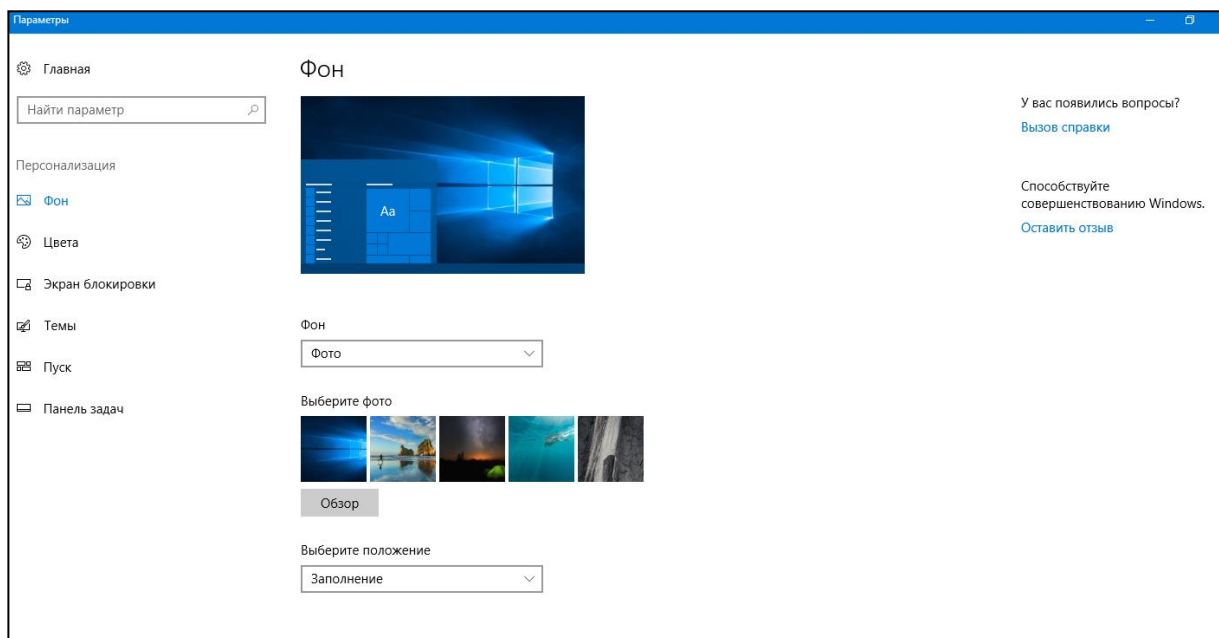 Параметры
Главная
Найти параметр
Персонализация
Фон
Цвета
Экран блокировки
Темы
Пуск
Панель задач
Фон
Aa
Фон
Фото
Выберите фото
Обзор
Выберите положение
Заполнение
У вас появились вопросы?
Вызов справки
Способствуйте
совершенствованию Windows.
Оставить отзыв